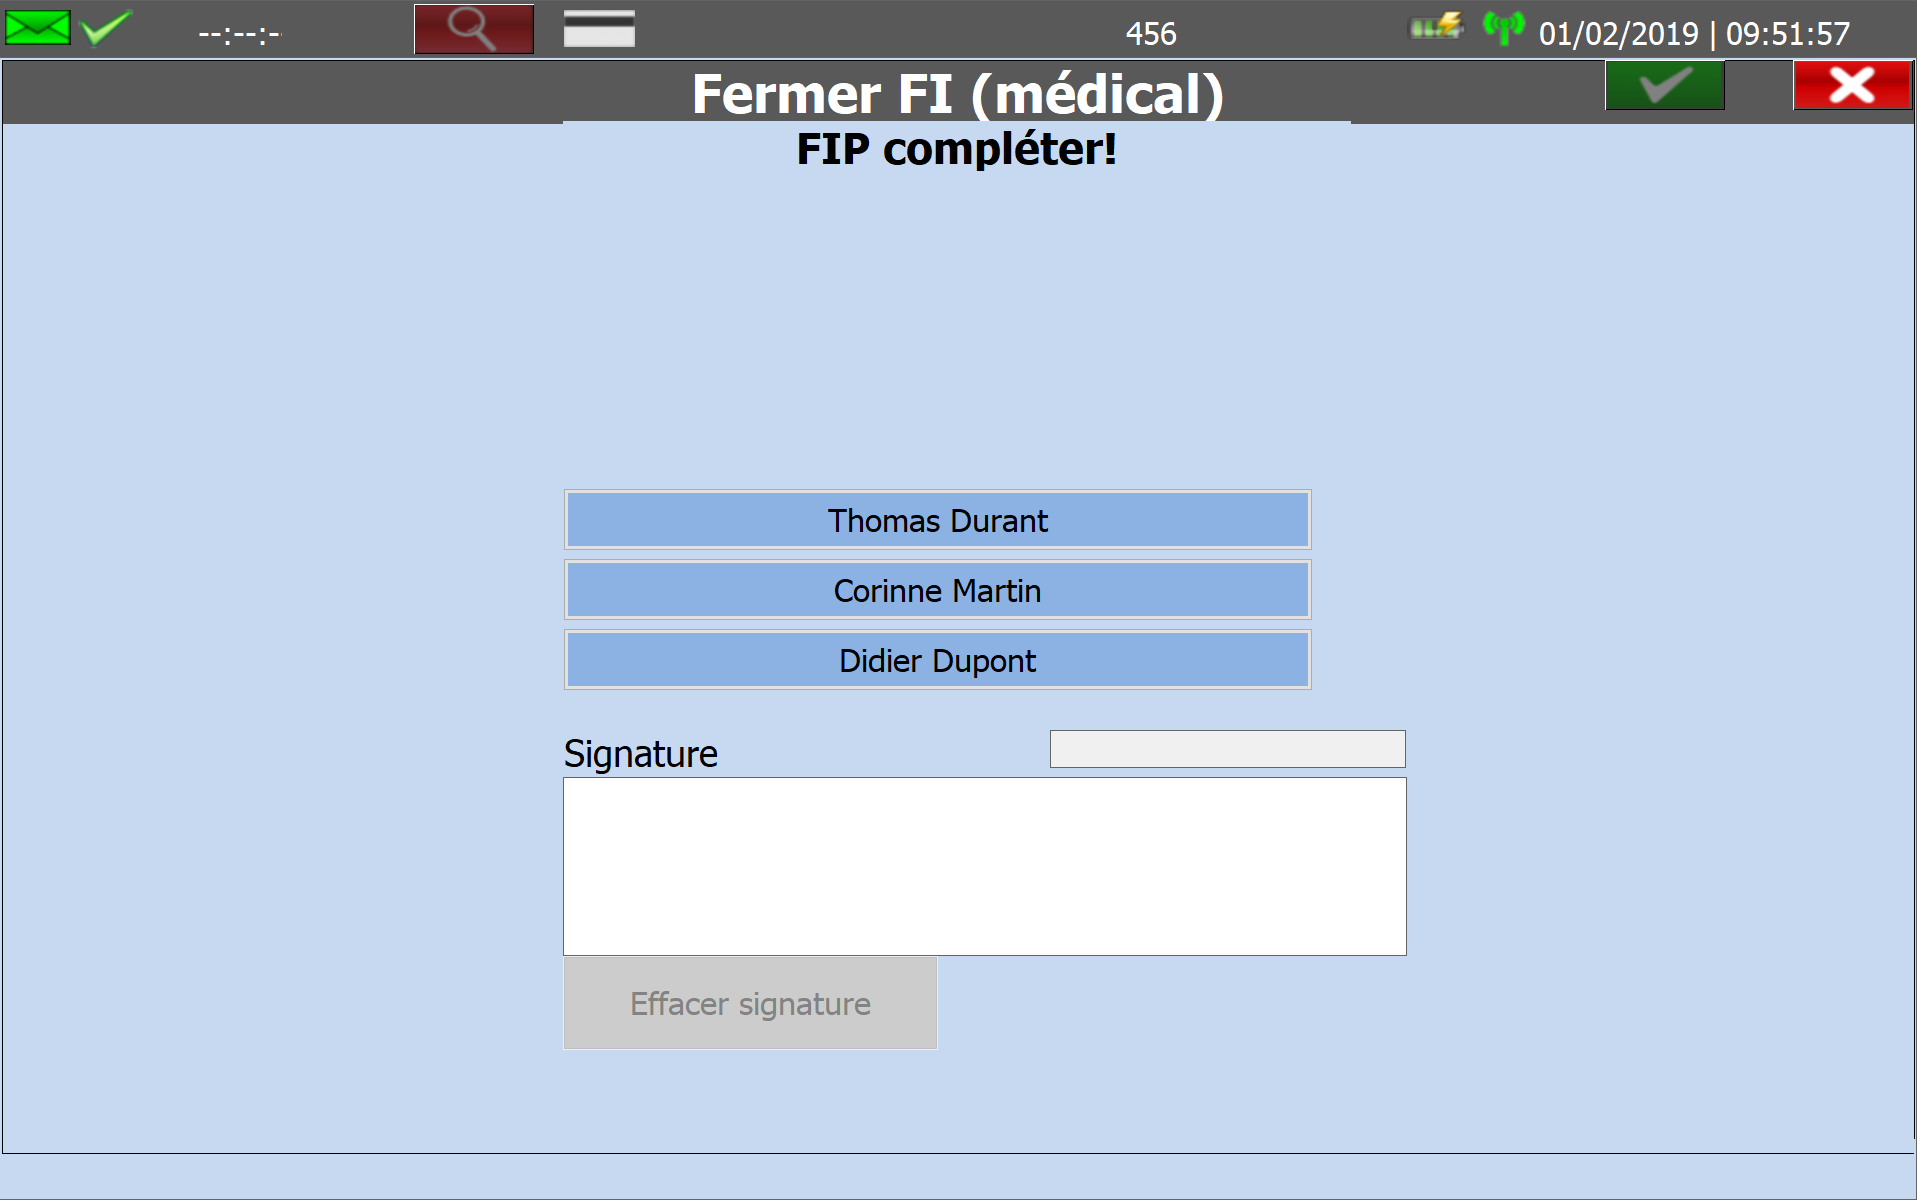 --:--:-
456
01/02/2019 | 09:51:57
Fermer FI (médical)
FIP compléter!
Thomas Durant
Corinne Martin
Didier Dupont
Signature
Effacer signature